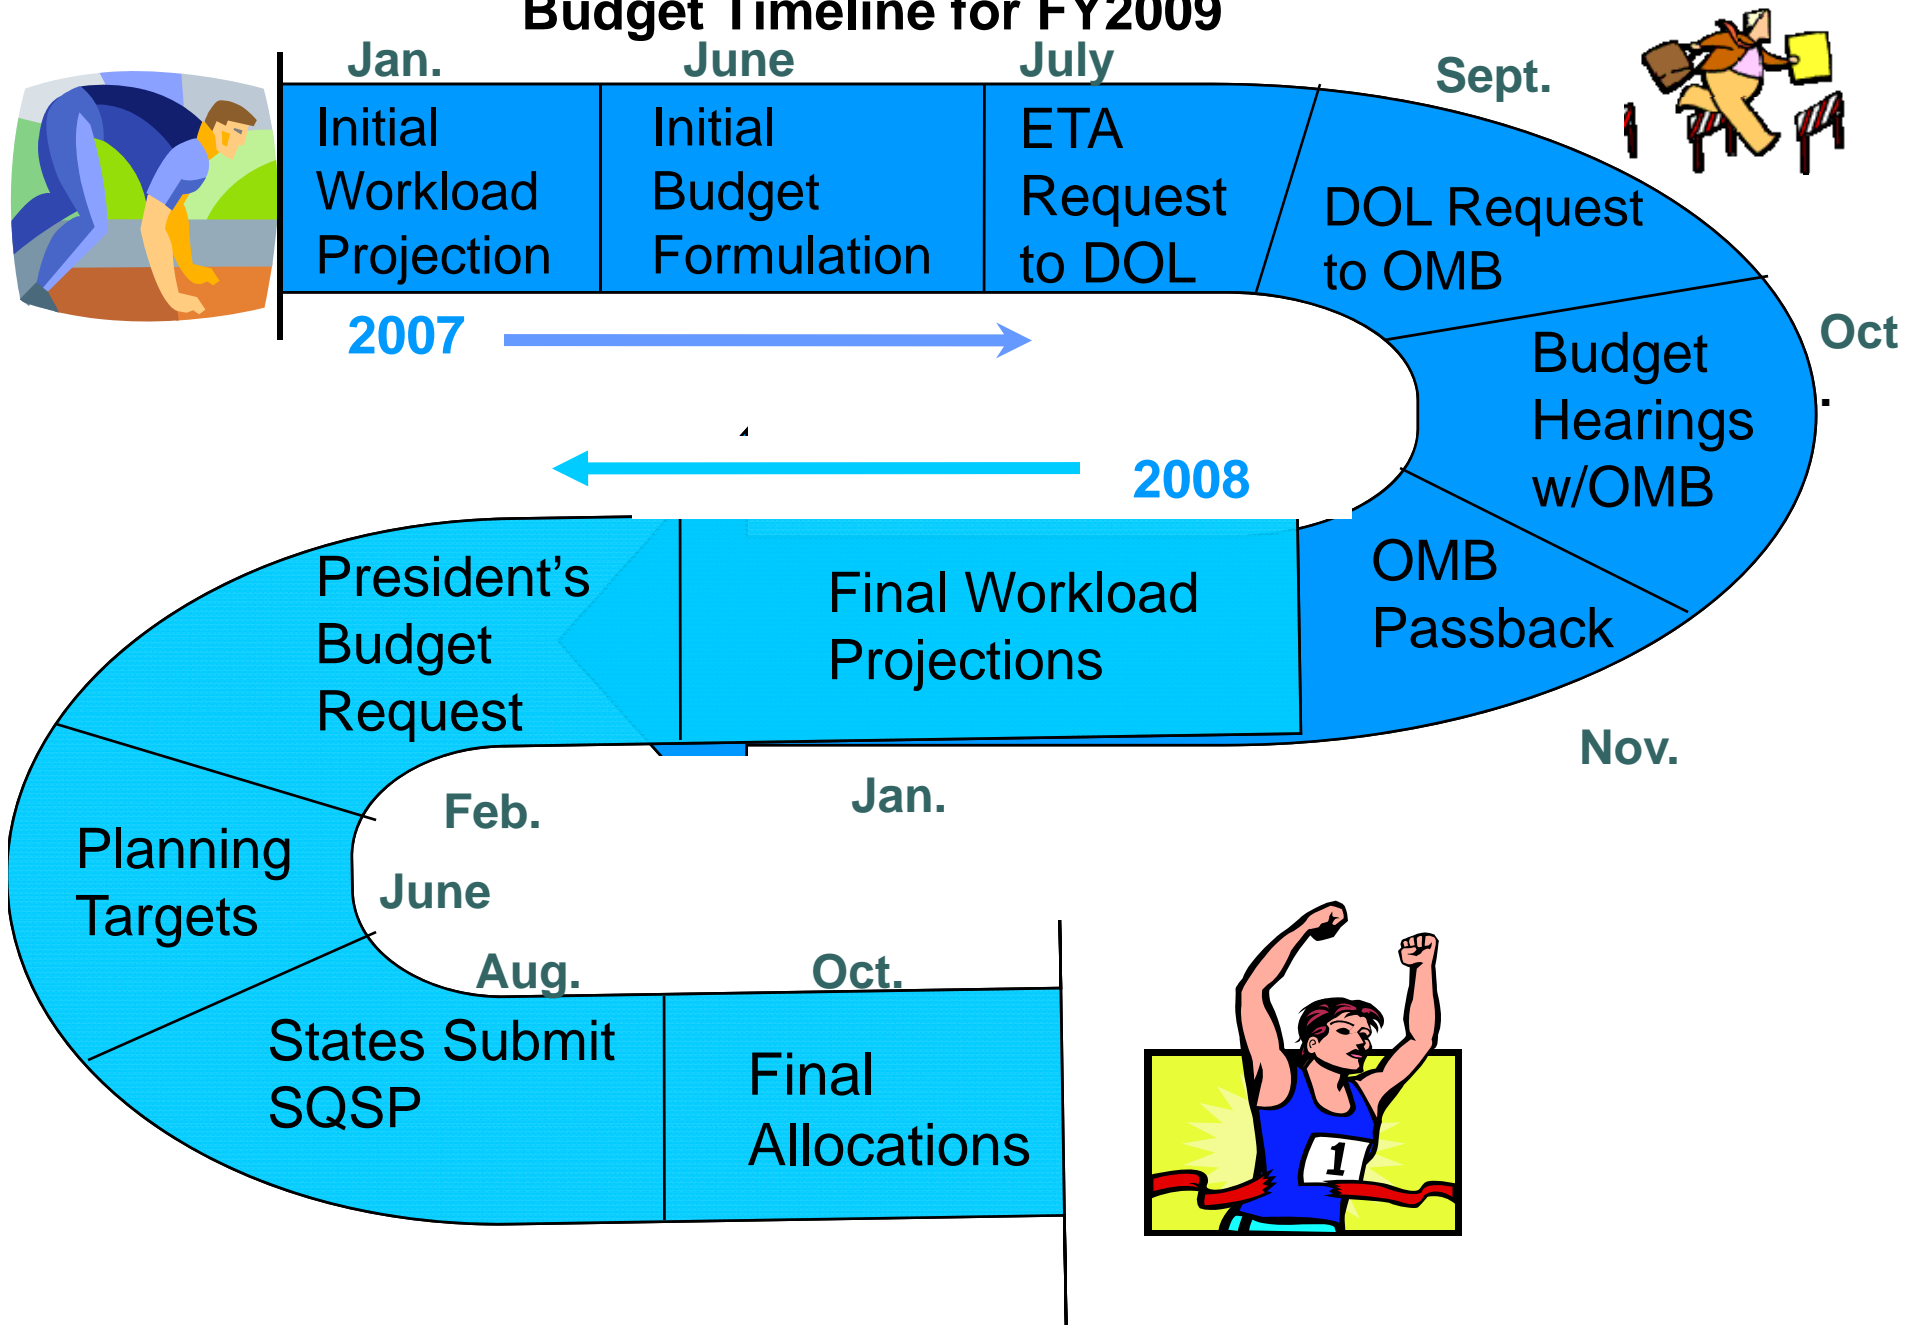 Budget Timeline for FY2009
Jan.
June
July
Sept.
Initial
Workload
Projection
Initial
Budget
Formulation
ETA
Request
to DOL
DOL Request
to OMB
Oct
.
Budget
Hearings
w/OMB
2007
2008
OMB
Passback
Nov.
Final Workload
Projections
Jan.
President’s
Budget
Request
Feb.
Planning
Targets
June
Aug.
States Submit
SQSP
Oct.
Final
Allocations
1